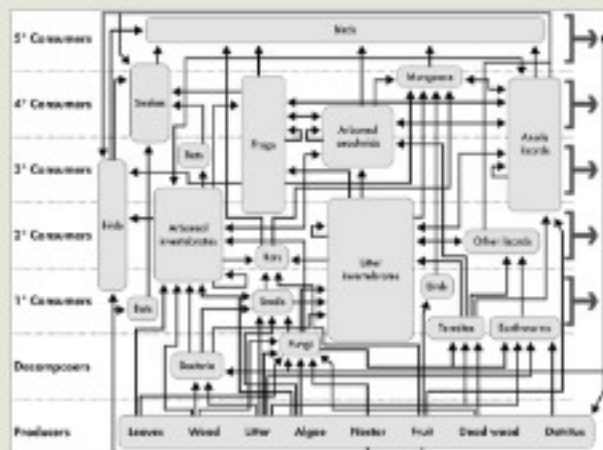 5° Consumers
4° Consumers
Mongoose
Snakes
Frogs
Arboreal
arachnids
Anole
lizards
3° Consumers
Birds
2° Consumers
Arboreal
invertebrates
Other lizards
Rats
Litter
invertebrates
1° Consumers
Bats
Snails
Birds
Termites
Earthworms
Fungi
Decomposers
Bacteria
Producers
Leaves
Wood
Litter
Algae
Nectar
Fruit
Dead wood
Detritus